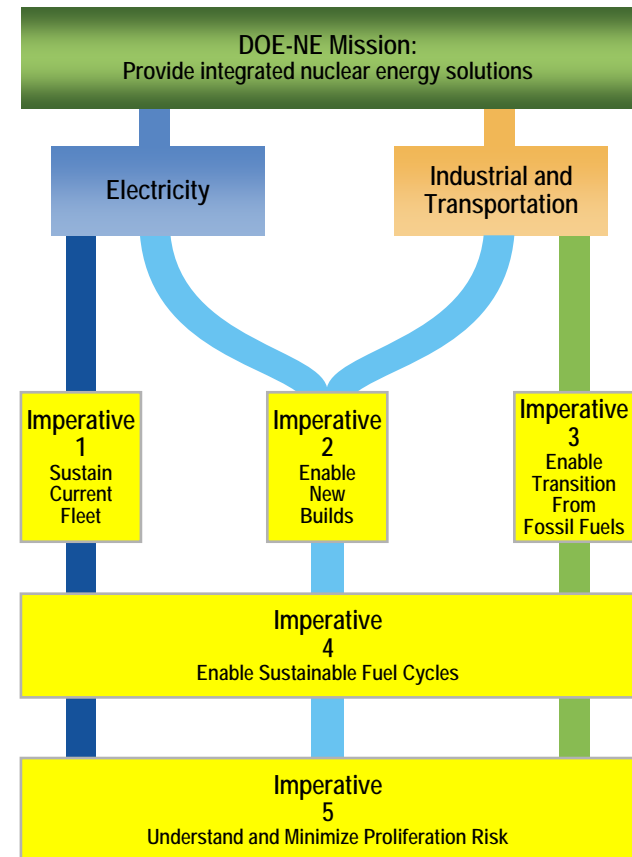 DOE-NE Mission:
Provide integrated nuclear energy solutions
Electricity
Industrial and
Transportation
Imperative
1
Sustain
Current
Fleet
Imperative
2
Enable
New
Builds
Imperative
3
Enable
Transition
From
Fossil Fuels
Imperative
4
Enable Sustainable Fuel Cycles
Imperative
5
Understand and Minimize Proliferation Risk